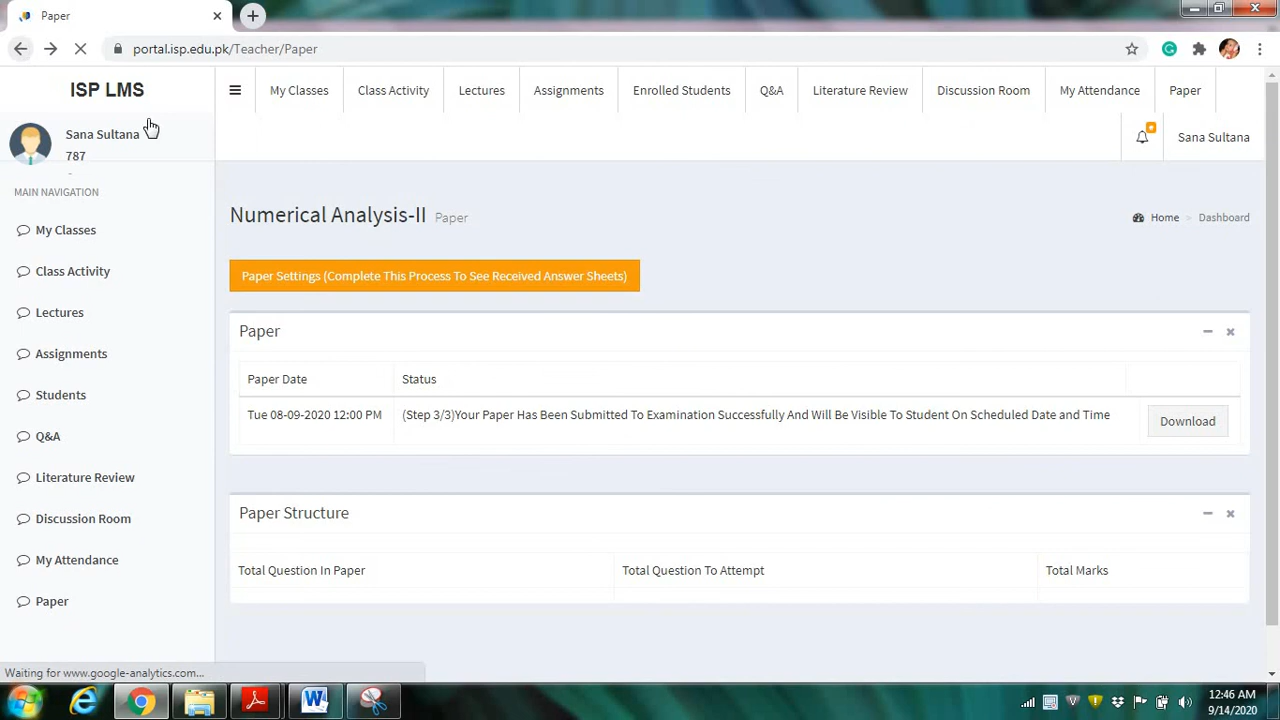 Paper
portal.isp.edu.pk/Teacher/Paper
ISP LMS
My Classes
Class Activity
Lectures
Assignments
Enrolled Students
Q&A
Literature Review
Discussion Room
My Attendance
Paper
Sana Sultana
787
-
Sana Sultana
MAIN NAVIGATION
My Classes
Class Activity
Lectures
Assignments
Students
Q&A
Literature Review
Discussion Room
My Attendance
Paper
Numerical Analysis-II Paper
Home > Dashboard
Paper Settings (Complete This Process To See Received Answer Sheets)
Paper
Paper Date Status
Tue 08-09-2020 12:00 PM (Step 3/3)Your Paper Has Been Submitted To Examination Successfully And Will Be Visible To Student On Scheduled Date and Time Download
Paper Structure
Total Question In Paper Total Question To Attempt Total Marks
Waiting for www.google-analytics.com...
12:46 AM
9/14/2020